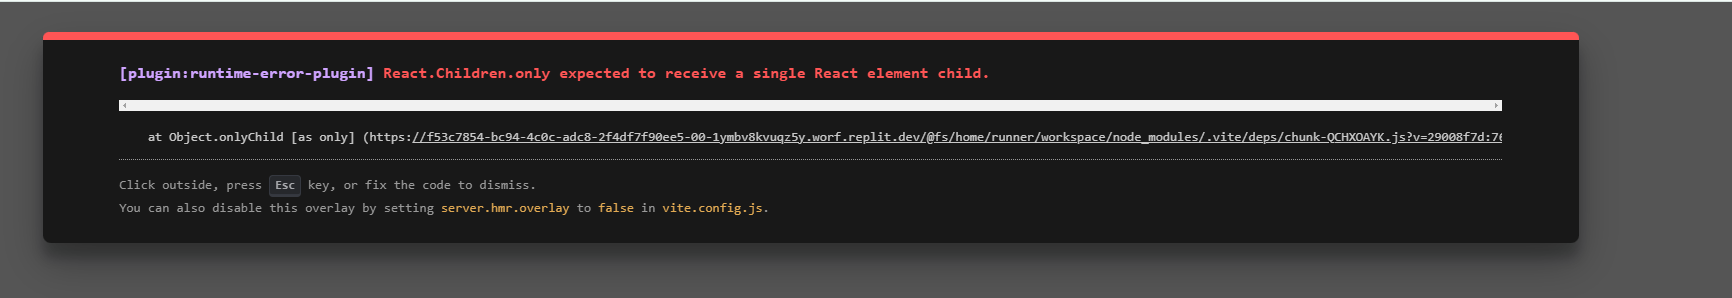 [plugin:runtime-error-plugin] React.Children.only expected to receive a single React element child.
at Object.onlyChild [as only] (https://f53c7854-bc94-4c0c-adc8-2f4df7f90ee5-00-1ymbv8kvuqz5y.worf.replit.dev/@fs/home/runner/workspace/node_modules/.vite/deps/chunk-QCHXOAYK.js?v=29008f7d:76
Click outside, press Esc key, or fix the code to dismiss.
You can also disable this overlay by setting server.hmr.overlay to false in vite.config.js.